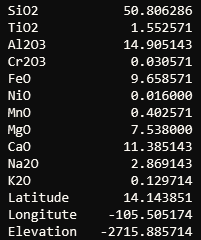 SiO2 50.806286
TiO2 1.552571
Al2O3 14.905143
Cr2O3 0.030571
FeO 9.658571
NiO 0.016000
MnO 0.402571
MgO 7.538000
CaO 11.385143
Na2O 2.869143
K2O 0.129714
Latitude 14.143851
Longitute -105.505174
Elevation -2715.885714